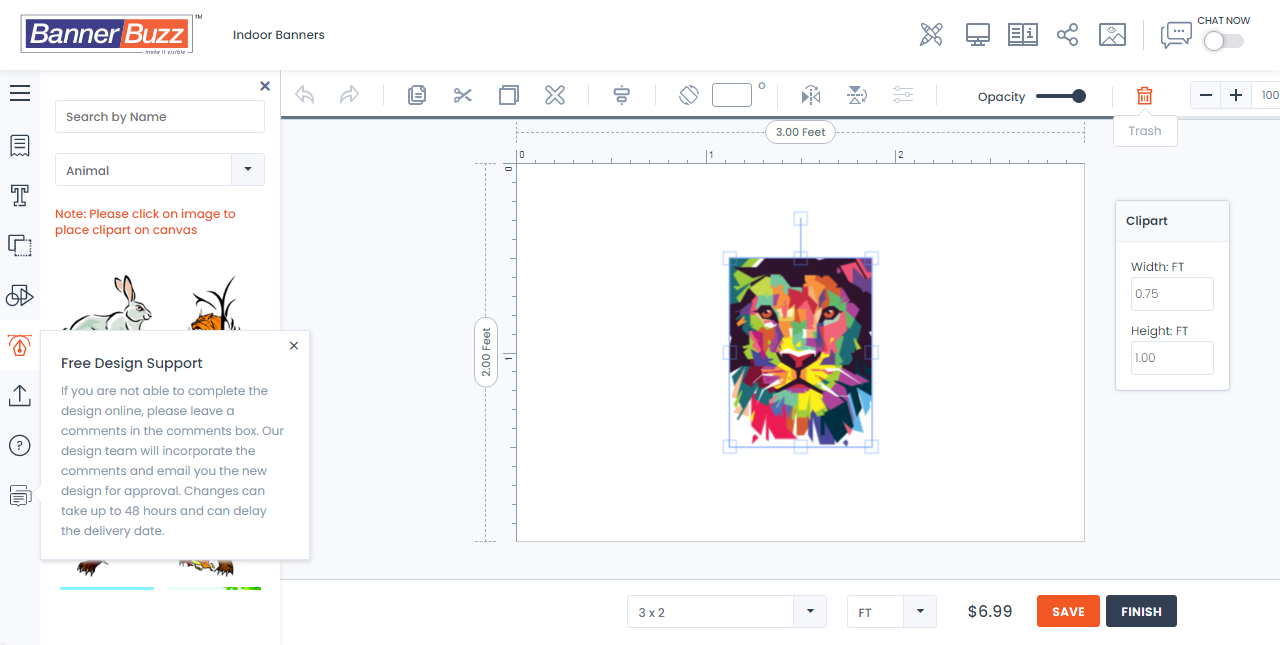 BannerBuzz
TM
make it visible
Indoor Banners
CHAT NOW
Search by Name
Animal
Note: Please click on image to
place clipart on canvas
Opacity
100
Trash
3.00 Feet
0
1
2
0
1
2.00 Feet
Clipart
Width: FT
0.75
Height: FT
1.00
Free Design Support
If you are not able to complete the
design online, please leave a
comments in the comments box. Our
design team will incorporate the
comments and email you the new
design for approval. Changes can
take up to 48 hours and can delay
the delivery date.
3 x 2
FT
$6.99
SAVE
FINISH